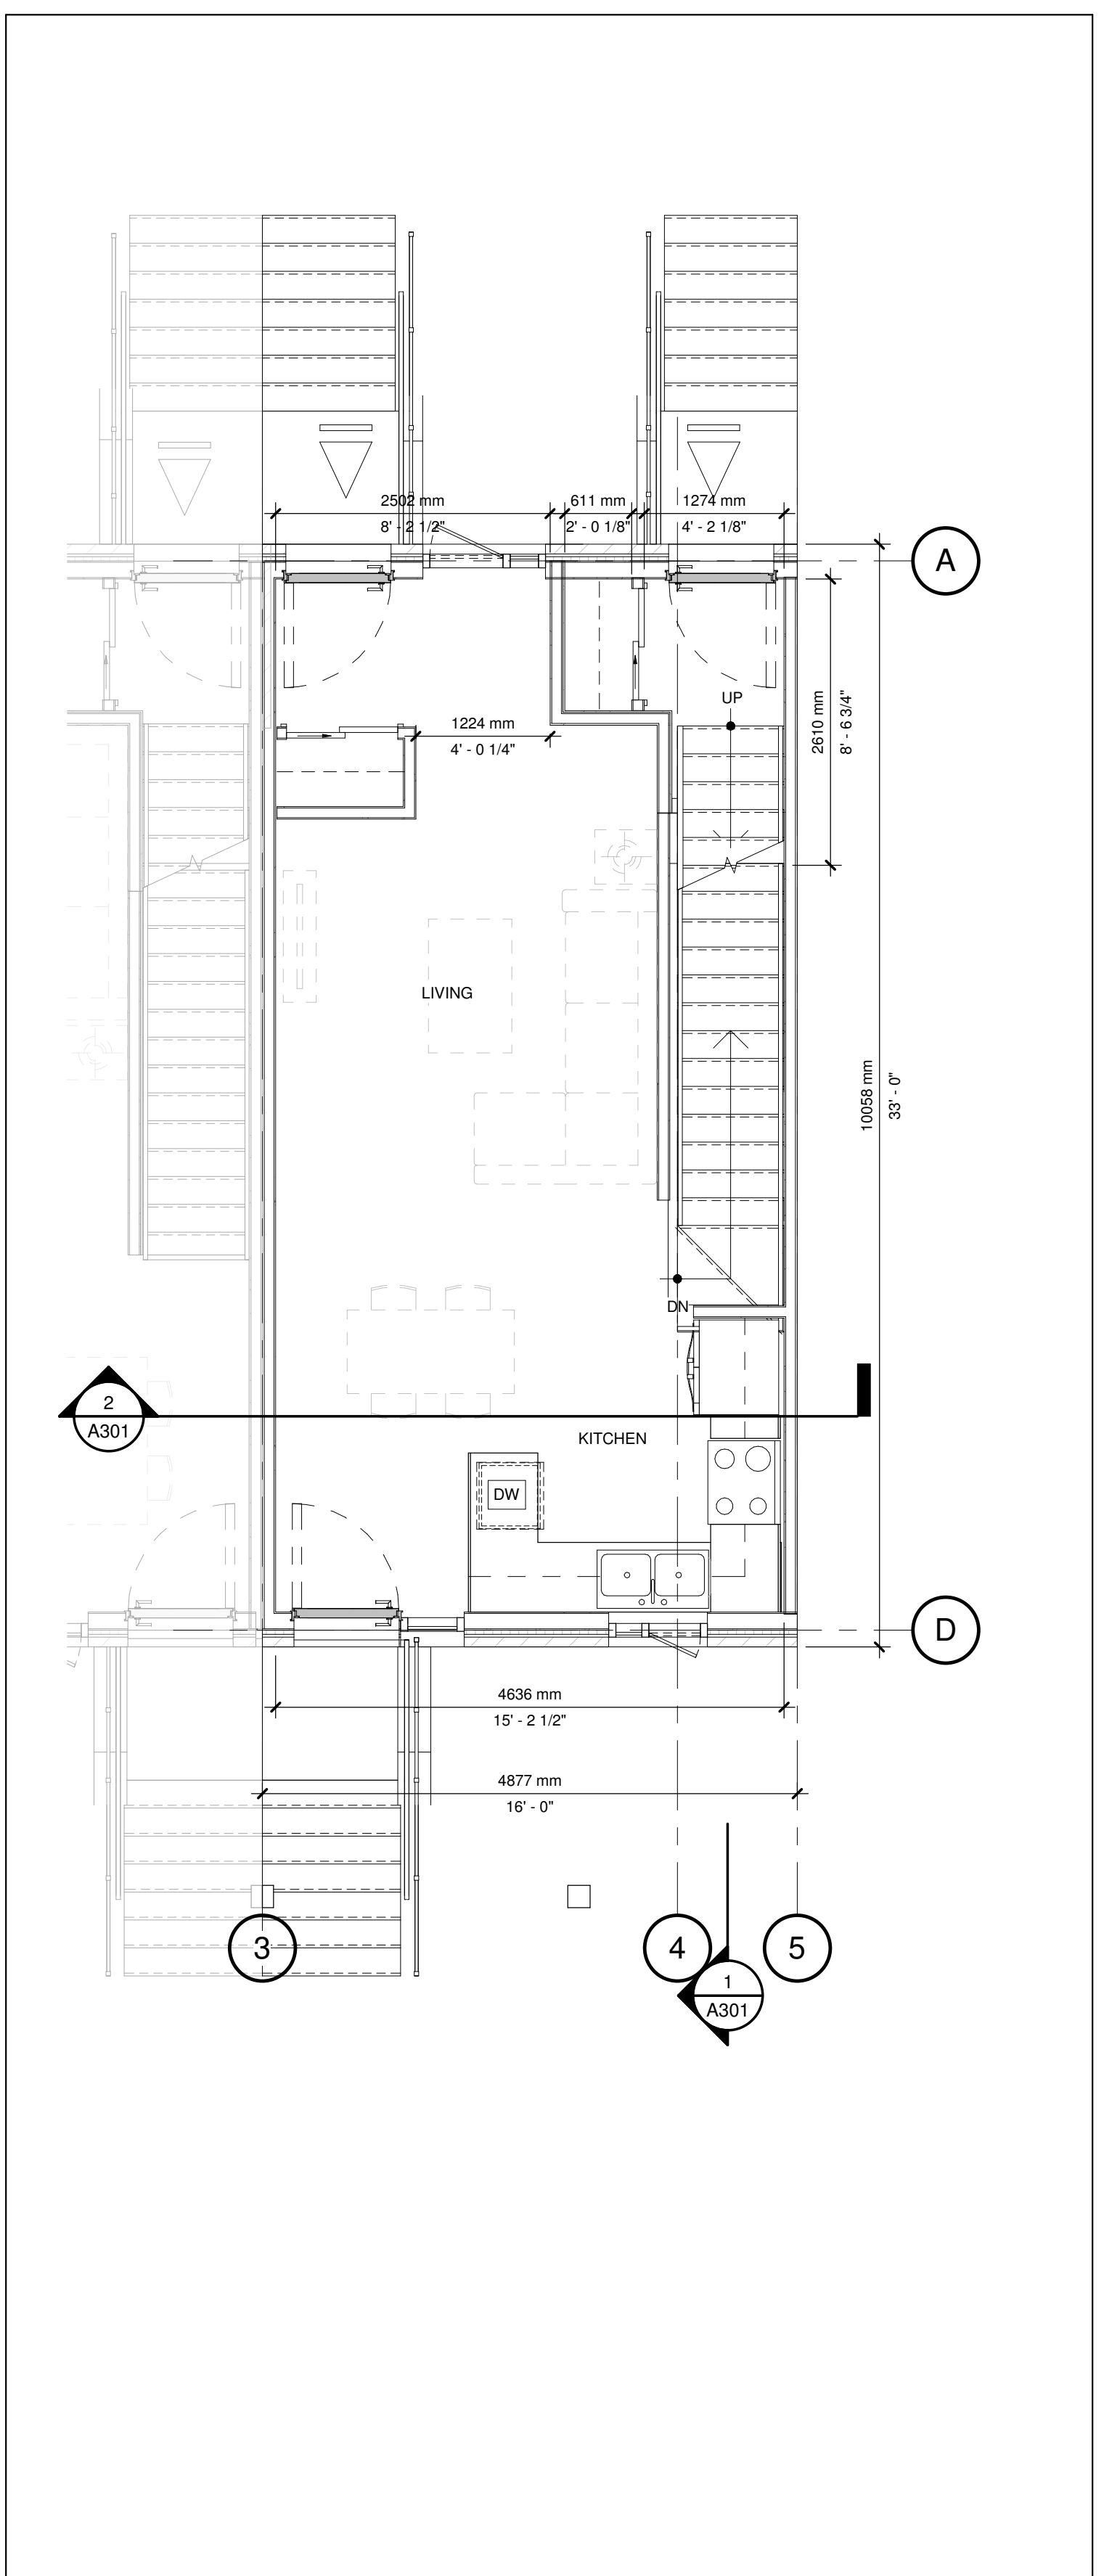 2502 mm
8' - 2 1/2"
611 mm
2' - 0 1/8"
1274 mm
4' - 2 1/8"
A
UP
2610 mm
8' - 6 3/4"
1224 mm
4' - 0 1/4"
LIVING
10058 mm
33' - 0"
DN
2
A301
KITCHEN
DW
D
4636 mm
15' - 2 1/2"
4877 mm
16' - 0"
3
4
5
1
A301